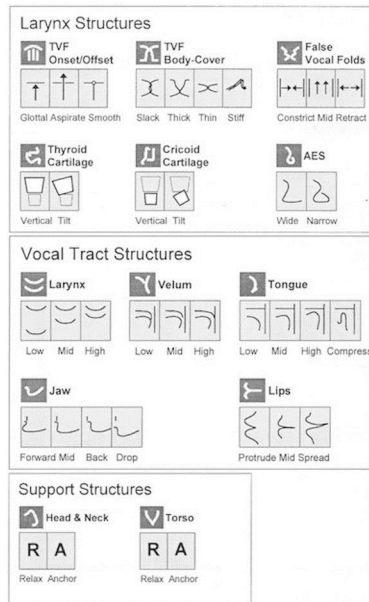 Larynx Structures
TVF Onset/Offset
TVF Body-Cover
False Vocal Folds
Glottal Aspirate Smooth
Slack Thick Thin Stiff
Constrict Mid Retract
Thyroid Cartilage
Cricoid Cartilage
AES
Vertical Tilt
Vertical Tilt
Wide Narrow
Vocal Tract Structures
Larynx
Velum
Tongue
Low Mid High
Low Mid High
Low Mid High Compress
Jaw
Lips
Forward Mid Back Drop
Protrude Mid Spread
Support Structures
Head & Neck
Torso
R A
R A
Relax Anchor
Relax Anchor